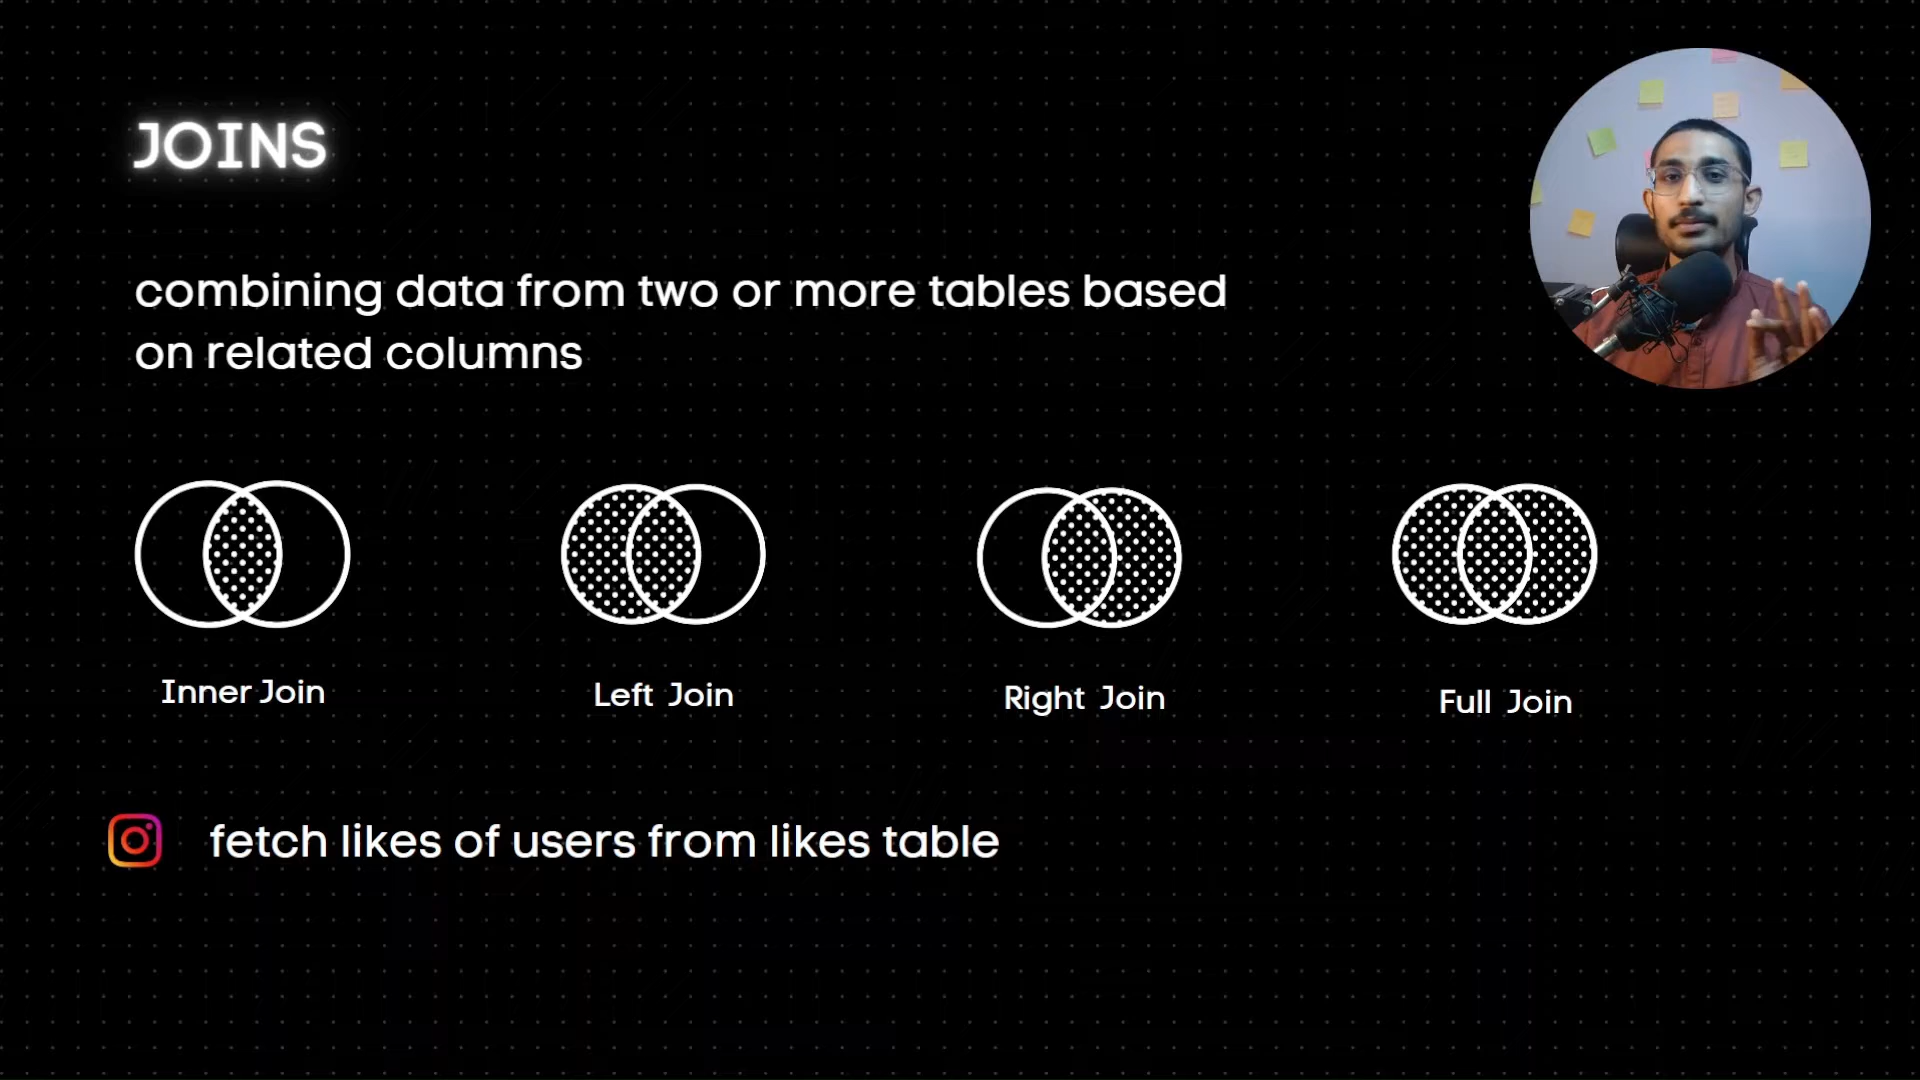 JOINS
combining data from two or more tables based
on related columns
Inner Join
Left Join
Right Join
Full Join
fetch likes of users from likes table